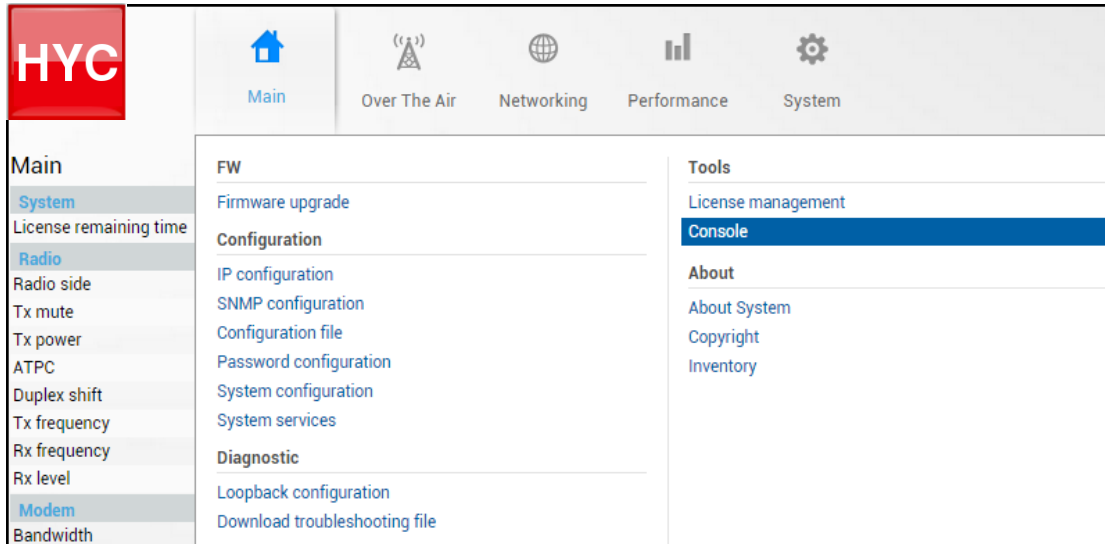 HYC
Main
Over The Air
Networking
Performance
System
Main
System
License remaining time
Radio
Radio side
Tx mute
Tx power
ATPC
Duplex shift
Tx frequency
Rx frequency
Rx level
Modem
Bandwidth
FW
Firmware upgrade
Configuration
IP configuration
SNMP configuration
Configuration file
Password configuration
System configuration
System services
Diagnostic
Loopback configuration
Download troubleshooting file
Tools
License management
Console
About
About System
Copyright
Inventory